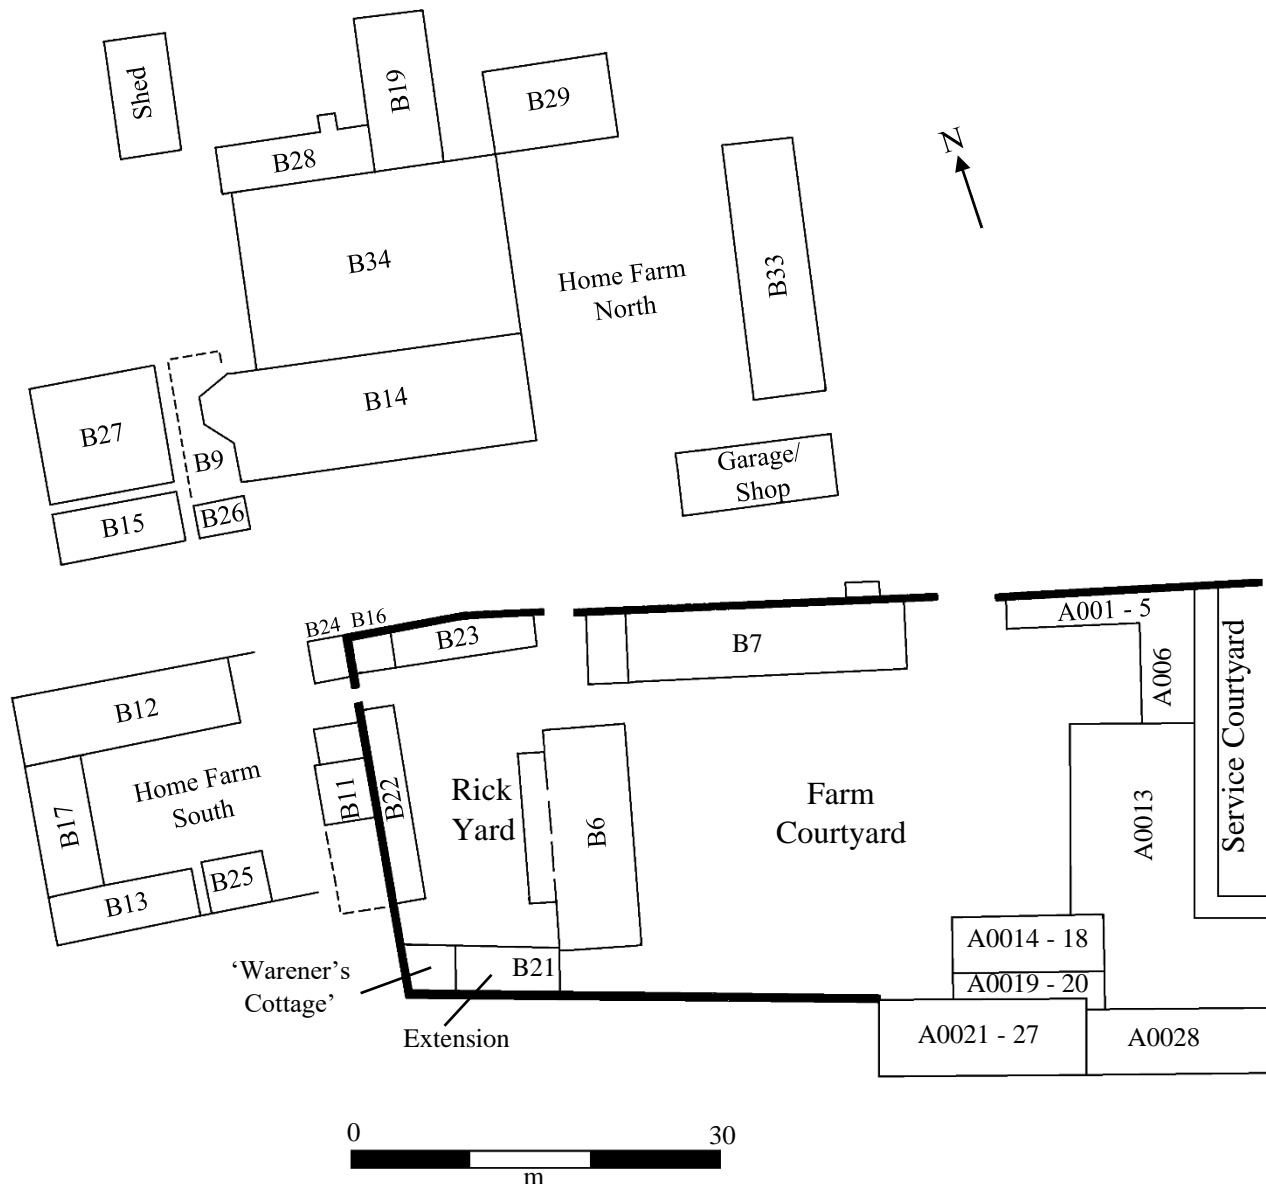 Shed
B19
B29
B28
N
B34
Home Farm
North
B33
B14
B27
B9
Garage/
Shop
B15
B26
B24
B16
B23
A001 - 5
B7
A006
Service Courtyard
B12
Home Farm
South
B11
B22
Rick
Yard
B6
Farm
Courtyard
A0013
B17
B25
B13
A0014 - 18
'Warener's
Cottage'
B21
A0019 - 20
Extension
A0021 - 27
A0028
0
30
m